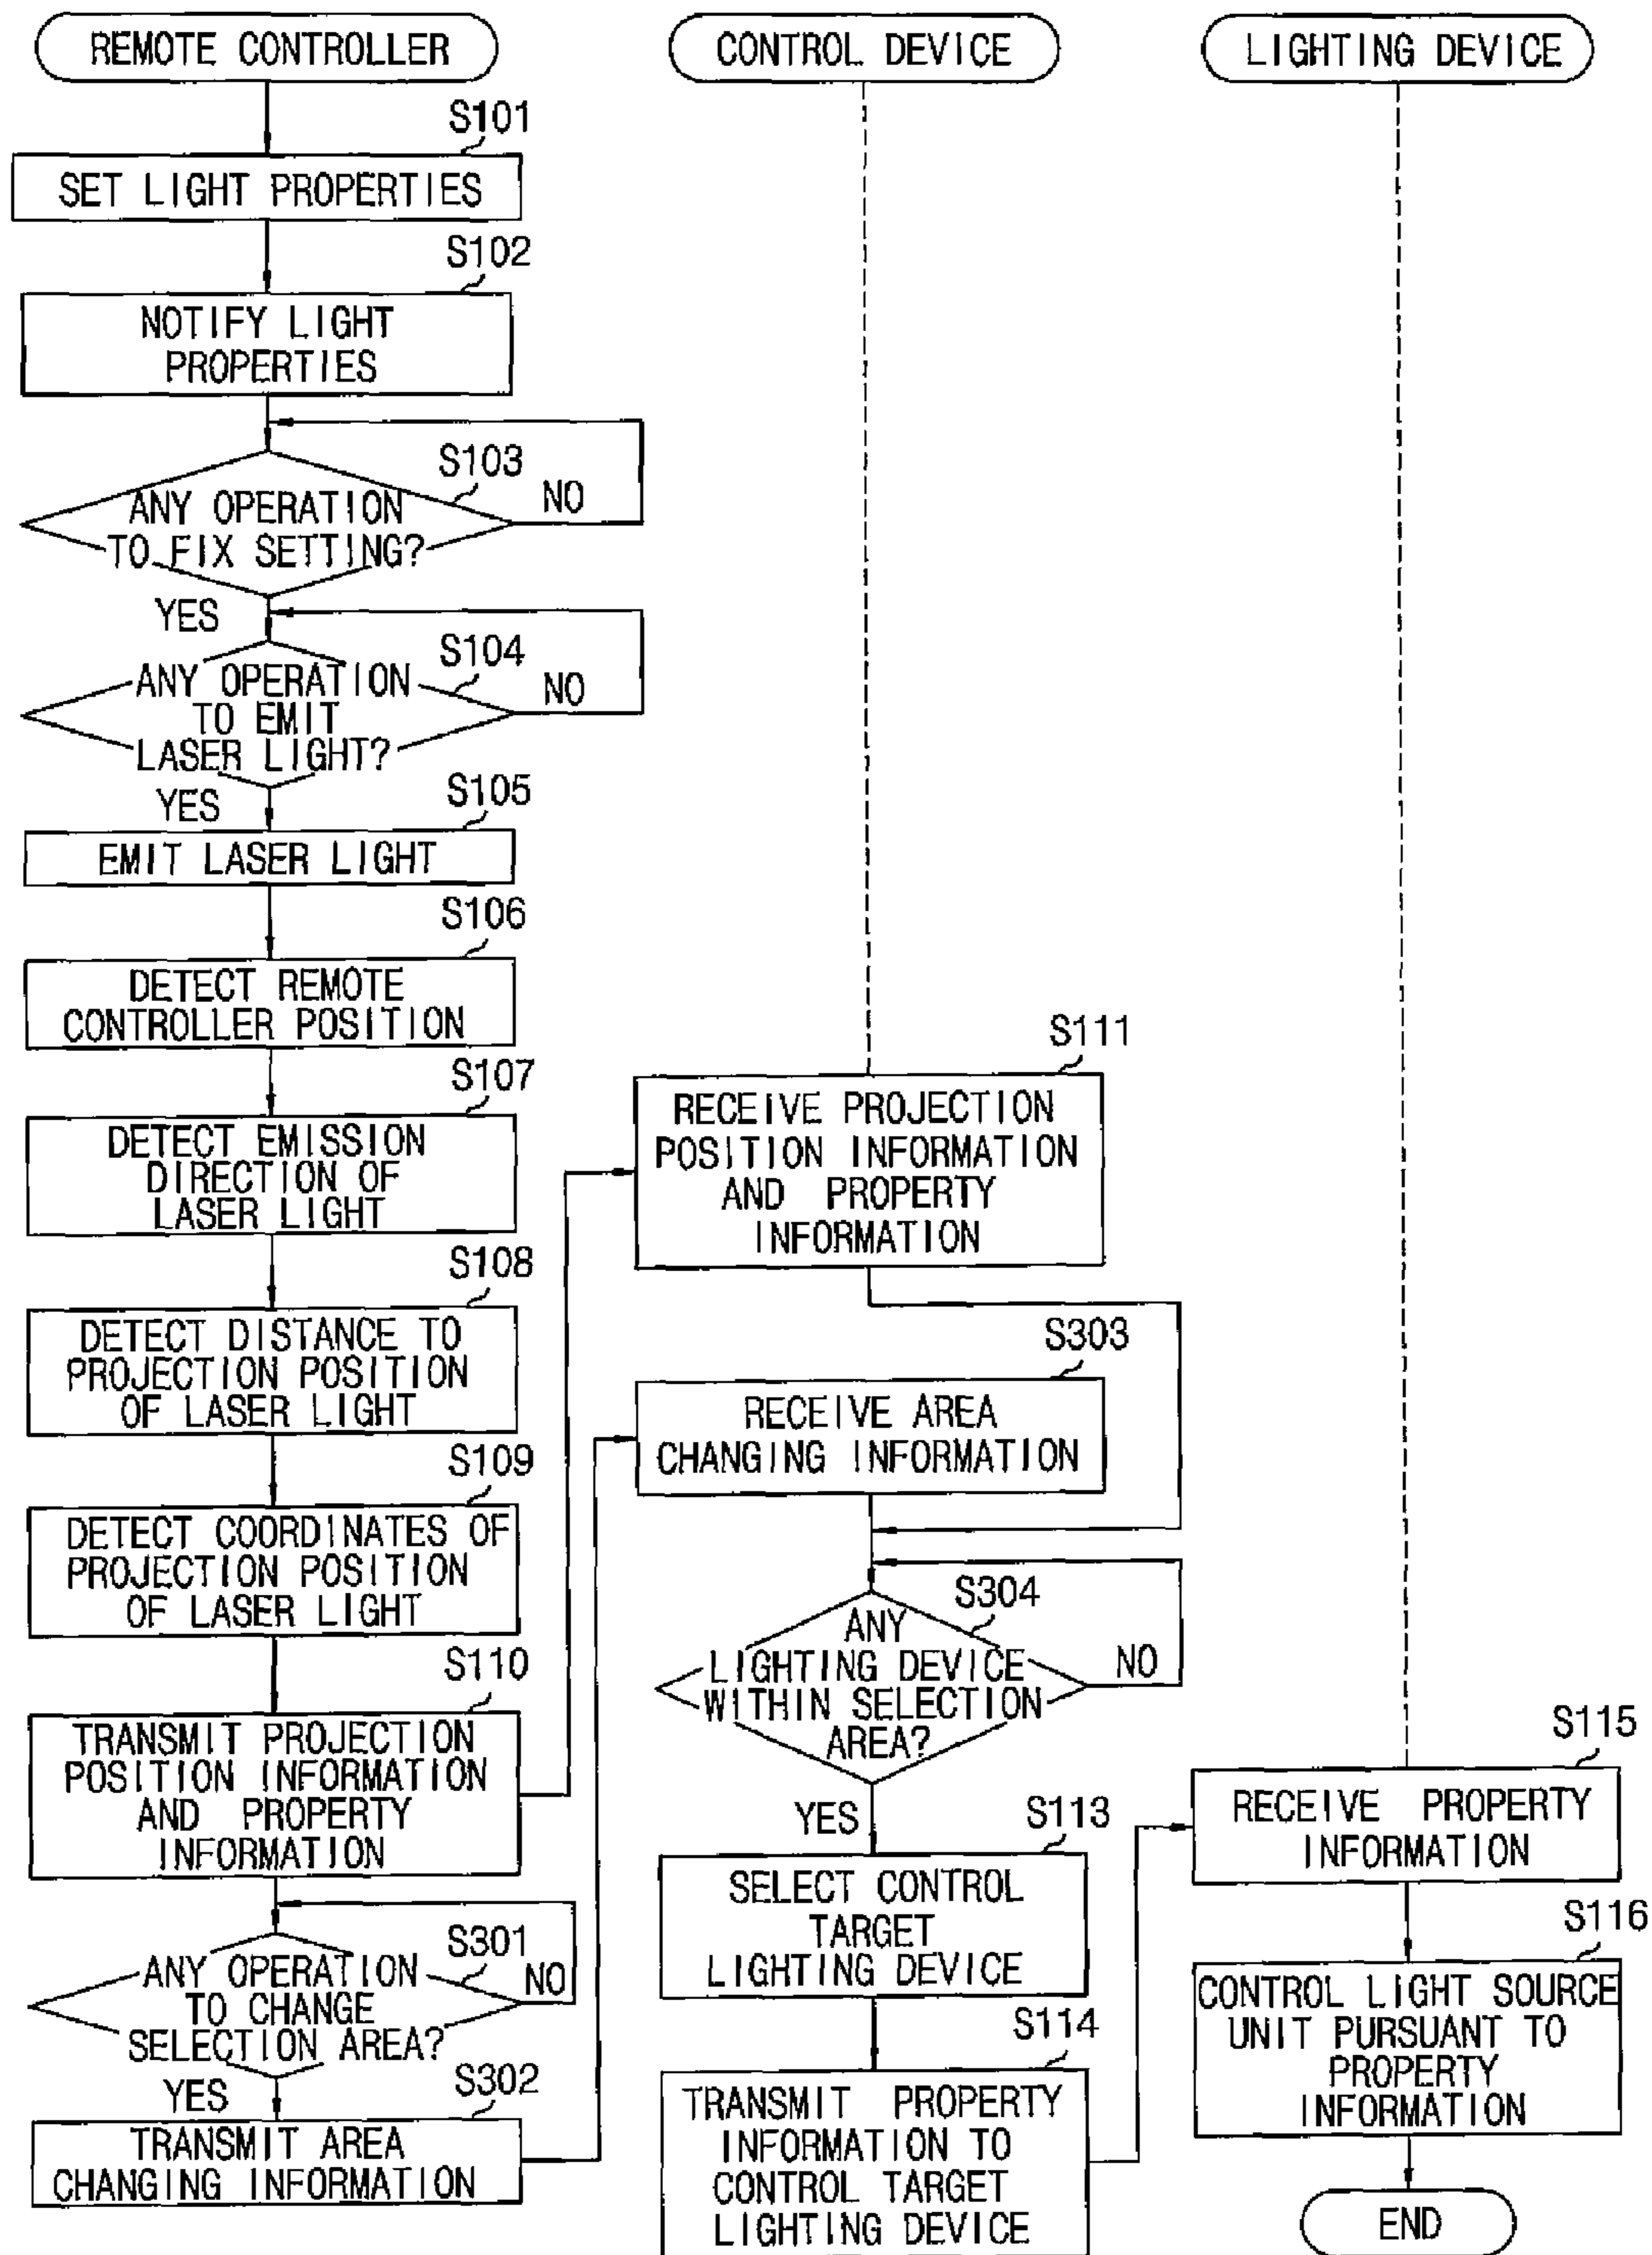 REMOTE CONTROLLER
S101
SET LIGHT PROPERTIES
S102
NOTIFY LIGHT
PROPERTIES
S103
ANY OPERATION
TO FIX SETTING?
NO
YES
S104
ANY OPERATION
TO EMIT
LASER LIGHT?
NO
YES
S105
EMIT LASER LIGHT
S106
DETECT REMOTE
CONTROLLER POSITION
S107
DETECT EMISSION
DIRECTION OF
LASER LIGHT
S108
DETECT DISTANCE TO
PROJECTION POSITION
OF LASER LIGHT
S109
DETECT COORDINATES OF
PROJECTION POSITION
OF LASER LIGHT
S110
TRANSMIT PROJECTION
POSITION INFORMATION
AND PROPERTY
INFORMATION
S301
ANY OPERATION
TO CHANGE
SELECTION AREA?
NO
YES
S302
TRANSMIT AREA
CHANGING INFORMATION
CONTROL DEVICE
S111
RECEIVE PROJECTION
POSITION INFORMATION
AND PROPERTY
INFORMATION
S303
RECEIVE AREA
CHANGING INFORMATION
S304
ANY
LIGHTING DEVICE
WITHIN SELECTION
AREA?
NO
YES
S113
SELECT CONTROL
TARGET
LIGHTING DEVICE
S114
TRANSMIT PROPERTY
INFORMATION TO
CONTROL TARGET
LIGHTING DEVICE
LIGHTING DEVICE
S115
RECEIVE PROPERTY
INFORMATION
S116
CONTROL LIGHT SOURCE
UNIT PURSUANT TO
PROPERTY
INFORMATION
END